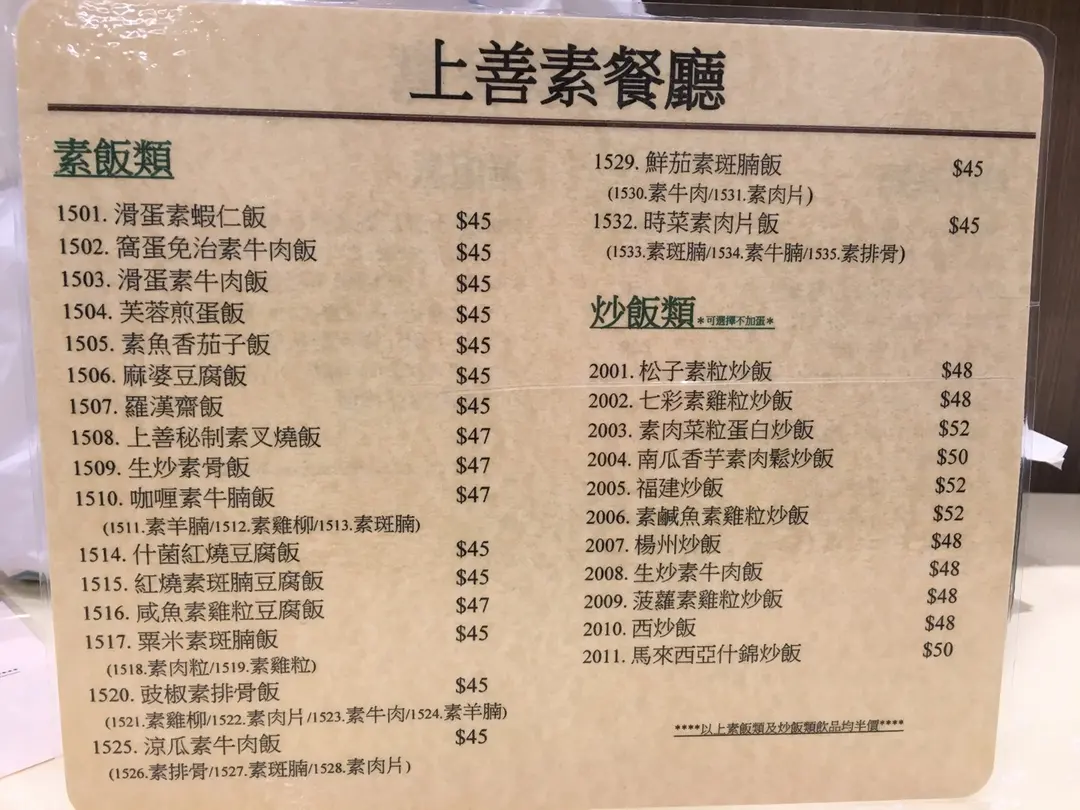 上善素餐廳
素飯類
1501. 滑蛋素蝦仁飯 $45
1502. 窩蛋免治素牛肉飯 $45
1503. 滑蛋素牛肉飯 $45
1504. 芙蓉煎蛋飯 $45
1505. 素魚香茄子飯 $45
1506. 麻婆豆腐飯 $45
1507. 羅漢齋飯 $45
1508. 上善秘制素叉燒飯 $47
1509. 生炒素骨飯 $47
1510. 咖喱素牛腩飯 $47
(1511.素羊腩/1512.素雞柳/1513.素斑腩)
1514. 什菌紅燒豆腐飯 $45
1515. 紅燒素斑腩豆腐飯 $45
1516. 咸魚素雞粒豆腐飯 $47
1517. 粟米素斑腩飯 $45
(1518.素肉粒/1519.素雞粒)
1520. 豉椒素排骨飯 $45
(1521.素雞柳/1522.素肉片/1523.素牛肉/1524.素羊腩)
1525. 涼瓜素牛肉飯 $45
(1526.素排骨/1527.素斑腩/1528.素肉片)
1529. 鮮茄素斑腩飯 $45
(1530.素牛肉/1531.素肉片)
1532. 時菜素肉片飯 $45
(1533.素斑腩/1534.素牛腩/1535.素排骨)
炒飯類 *可選擇不加蛋*
2001. 松子素粒炒飯 $48
2002. 七彩素雞粒炒飯 $48
2003. 素肉菜粒蛋白炒飯 $52
2004. 南瓜香芋素肉鬆炒飯 $50
2005. 福建炒飯 $52
2006. 素鹹魚素雞粒炒飯 $52
2007. 楊州炒飯 $48
2008. 生炒素牛肉飯 $48
2009. 菠蘿素雞粒炒飯 $48
2010. 西炒飯 $48
2011. 馬來西亞什錦炒飯 $50
****以上素飯類及炒飯類飲品均半價****